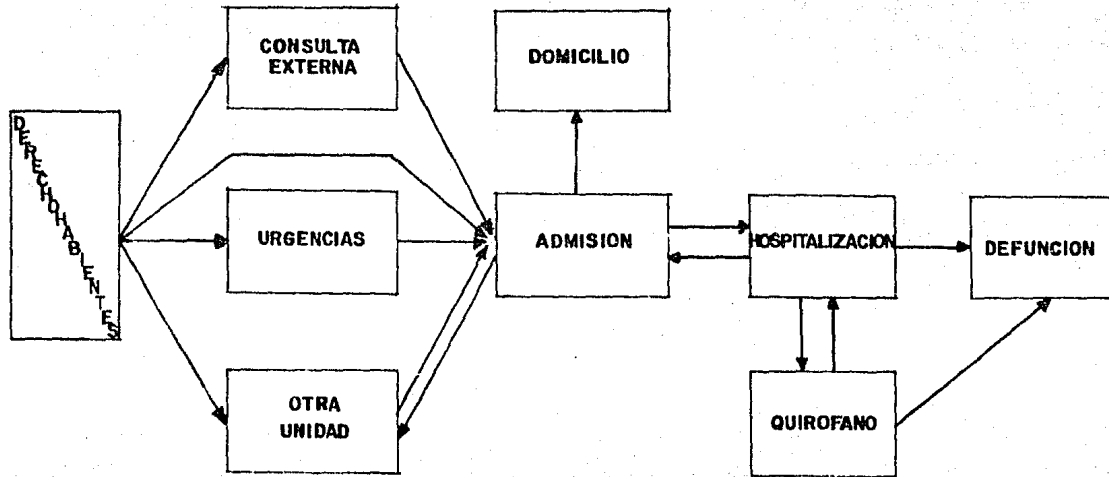 DERECHOHABIENTES
CONSULTA
EXTERNA
URGENCIAS
OTRA
UNIDAD
DOMICILIO
ADMISION
HOSPITALIZACION
QUIROFANO
DEFUNCION